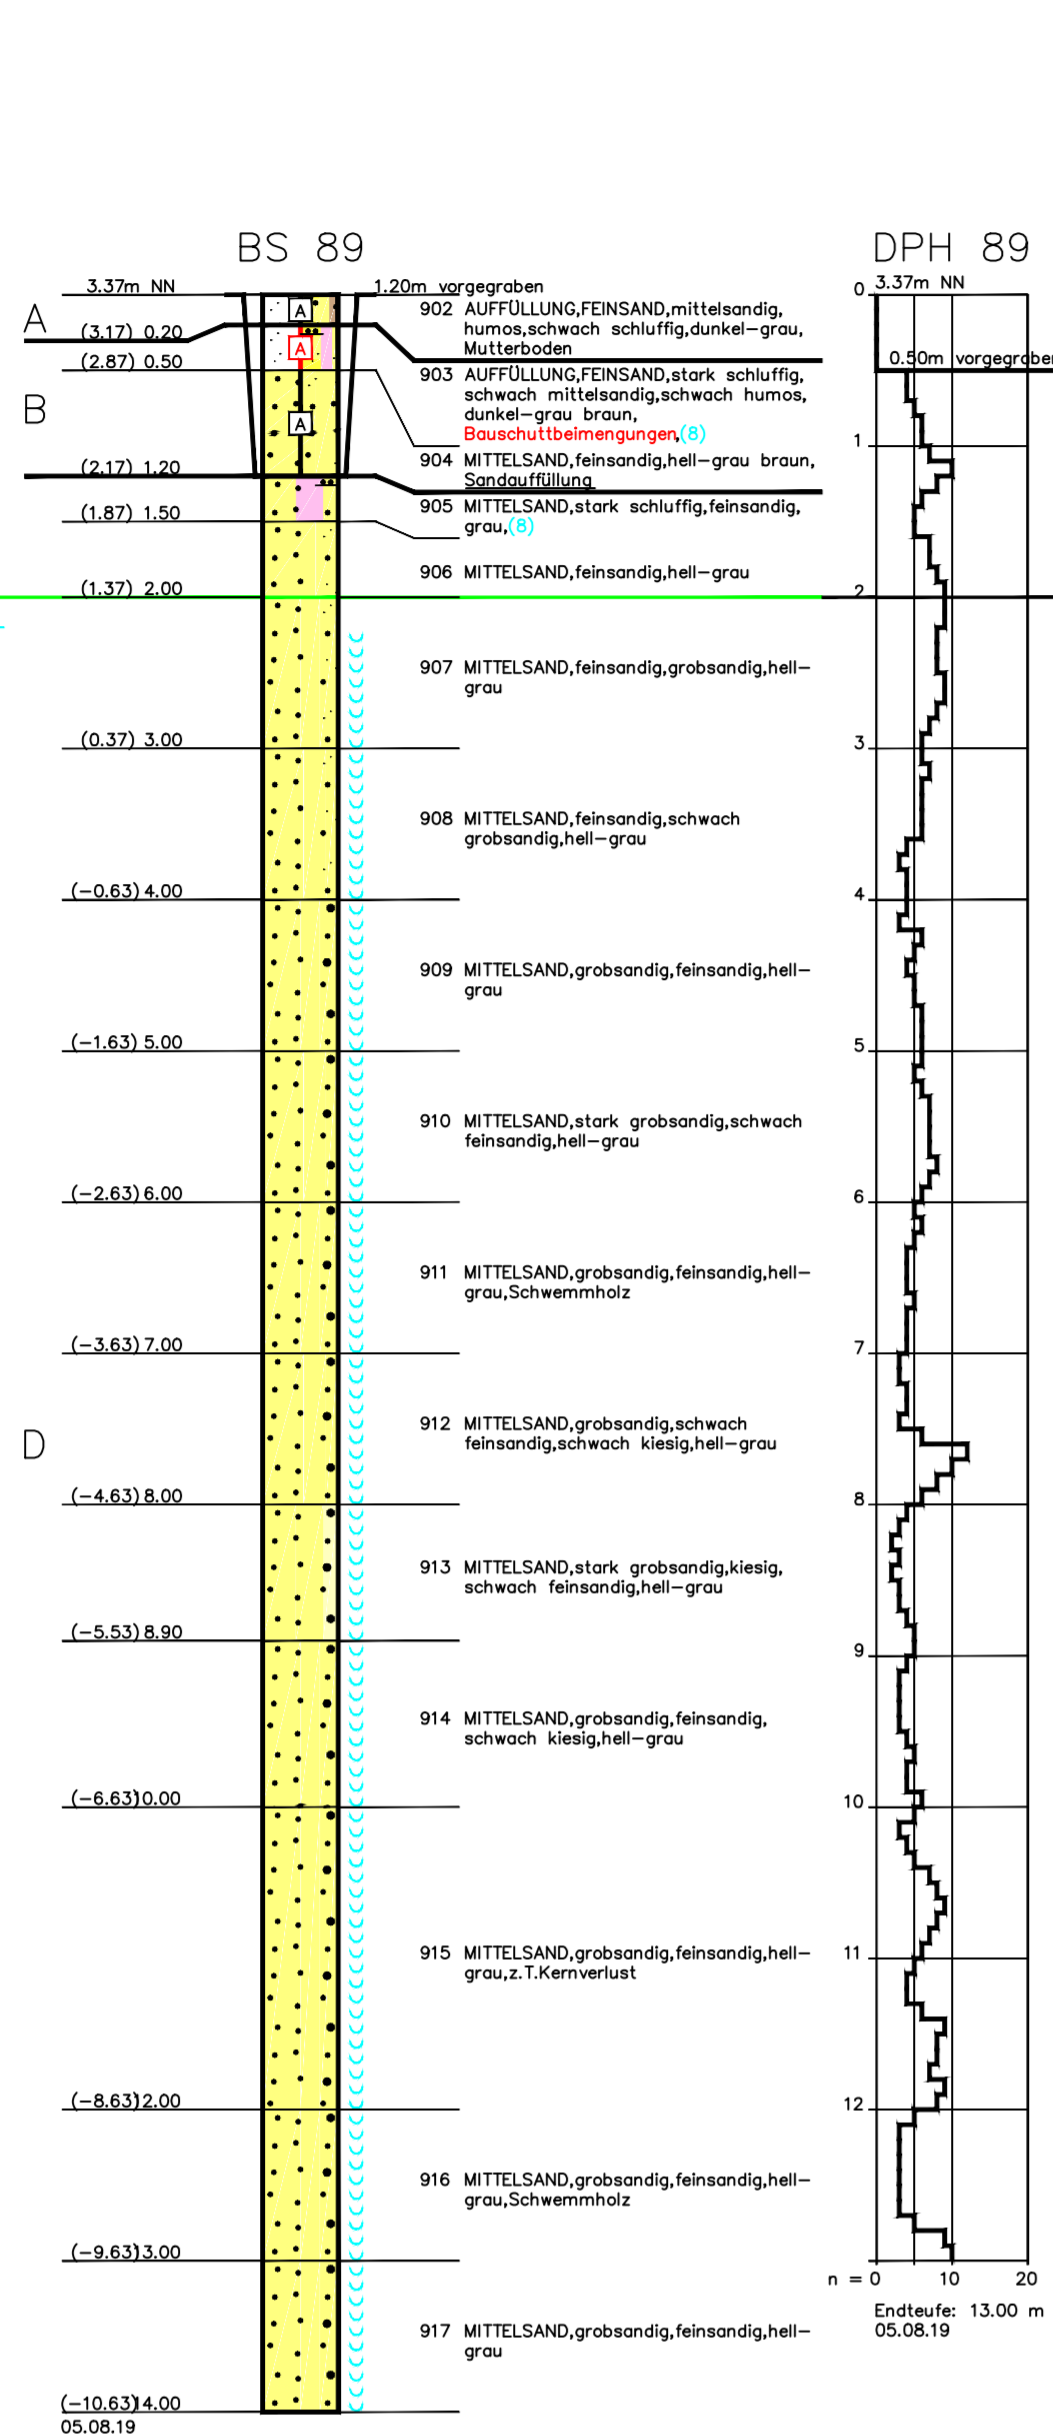 BS 89
DPH 89
3.37m NN
1.20m vorgegraben
3.37m NN
0
A
A
902 AUFFÜLLUNG,FEINSAND,mittelsandig,
humos,schwach schluffig,dunkel-grau,
Mutterboden
(3.17) 0.20
A
(2.87) 0.50
0.50m vorgegraben
903 AUFFÜLLUNG,FEINSAND,stark schluffig,
schwach mittelsandig,schwach humos,
dunkel-grau braun,
Bauschuttbeimengungen,(8)
B
A
1
904 MITTELSAND,feinsandig,hell-grau braun,
Sandauffüllung
(2.17) 1.20
905 MITTELSAND,stark schluffig,feinsandig,
grau,(8)
(1.87) 1.50
906 MITTELSAND,feinsandig,hell-grau
(1.37) 2.00
2
907 MITTELSAND,feinsandig,grobsandig,hell-
grau
(0.37) 3.00
3
908 MITTELSAND,feinsandig,schwach
grobsandig,hell-grau
(-0.63) 4.00
4
909 MITTELSAND,grobsandig,feinsandig,hell-
grau
(-1.63) 5.00
5
910 MITTELSAND,stark grobsandig,schwach
feinsandig,hell-grau
(-2.63) 6.00
6
911 MITTELSAND,grobsandig,feinsandig,hell-
grau,Schwemmholz
(-3.63) 7.00
7
912 MITTELSAND,grobsandig,schwach
feinsandig,schwach kiesig,hell-grau
D
(-4.63) 8.00
8
913 MITTELSAND,stark grobsandig,kiesig,
schwach feinsandig,hell-grau
(-5.53) 8.90
9
914 MITTELSAND,grobsandig,feinsandig,
schwach kiesig,hell-grau
(-6.63)10.00
10
915 MITTELSAND,grobsandig,feinsandig,hell-
grau,z.T.Kernverlust
11
(-8.63)12.00
12
916 MITTELSAND,grobsandig,feinsandig,hell-
grau,Schwemmholz
(-9.63)13.00
n = 0 10 20
Endteufe: 13.00 m
05.08.19
917 MITTELSAND,grobsandig,feinsandig,hell-
grau
(-10.63)14.00
05.08.19